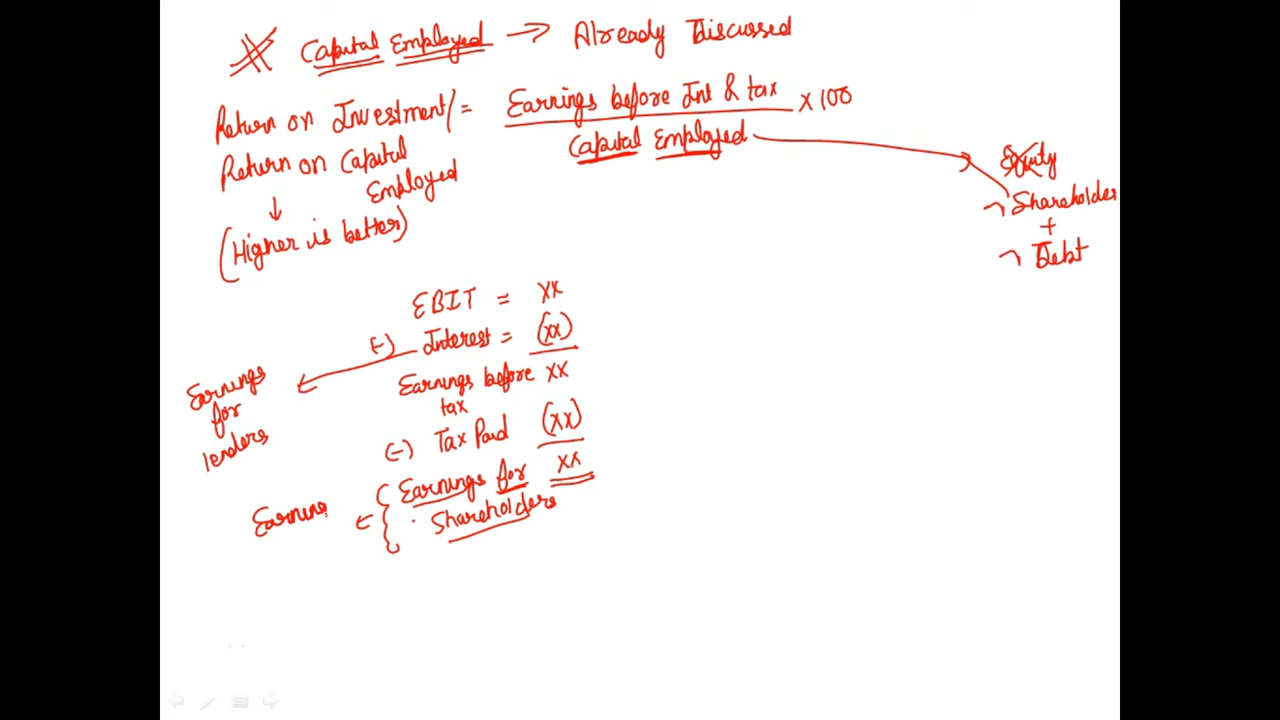 Capital Employed → Already Discussed
Return on Investment/ = Earnings before Int & tax × 100
Return on Capital Employed
Capital Employed
(Higher is better)
Equity
Shareholder
+
Debt
EBIT = XX
(-) Interest = (XX)
Earnings before tax XX
(-) Tax Paid (XX)
Earnings for Shareholders XX
Earnings
for
lenders
Earning